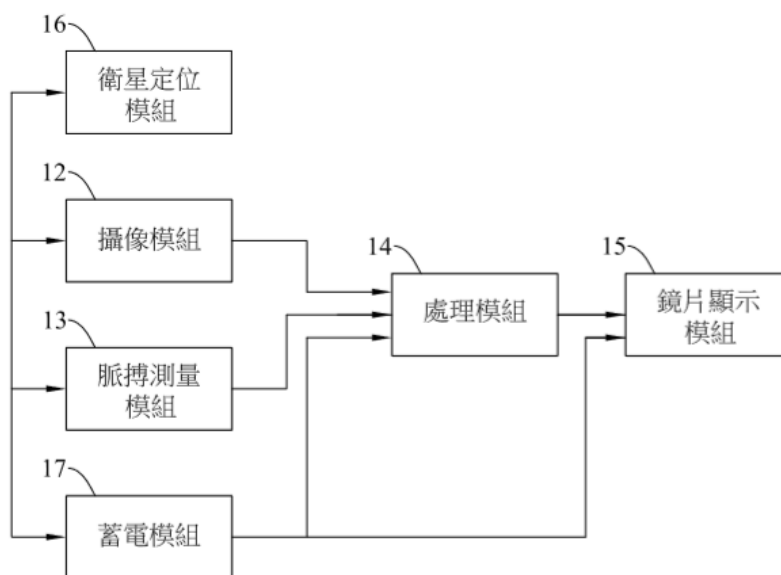 16
衛星定位
模組
12
攝像模組
14
處理模組
15
鏡片顯示
模組
13
脈搏測量
模組
17
蓄電模組